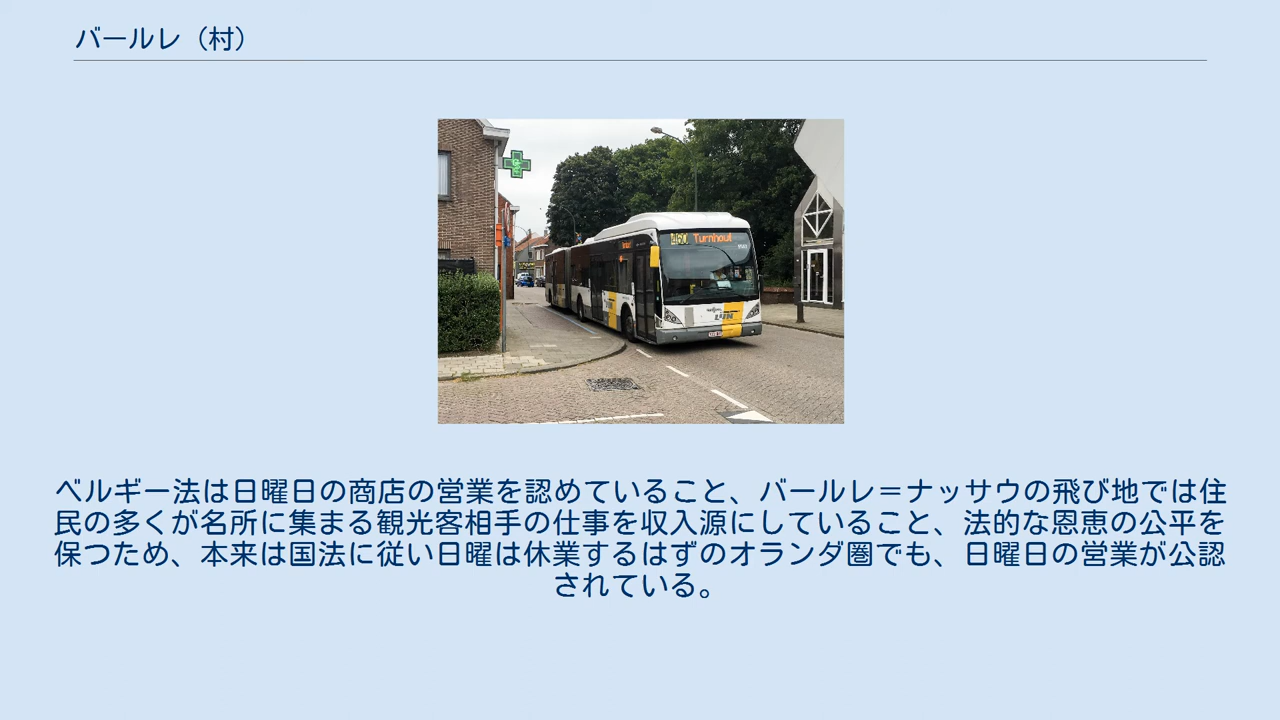 バールレ（村）
460 Turnhout
ベルギー法は日曜日の商店の営業を認めていること、バールレ＝ナッサウの飛び地では住
民の多くが名所に集まる観光客相手の仕事を収入源にしていること、法的な恩恵の公平を
保つため、本来は国法に従い日曜は休業するはずのオランダ圏でも、日曜日の営業が公認
されている。